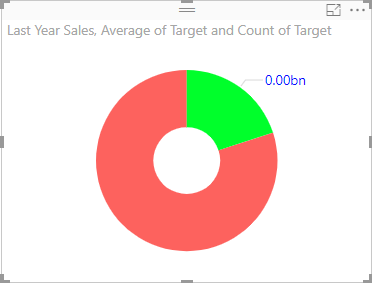 Last Year Sales, Average of Target and Count of Target
0.00bn